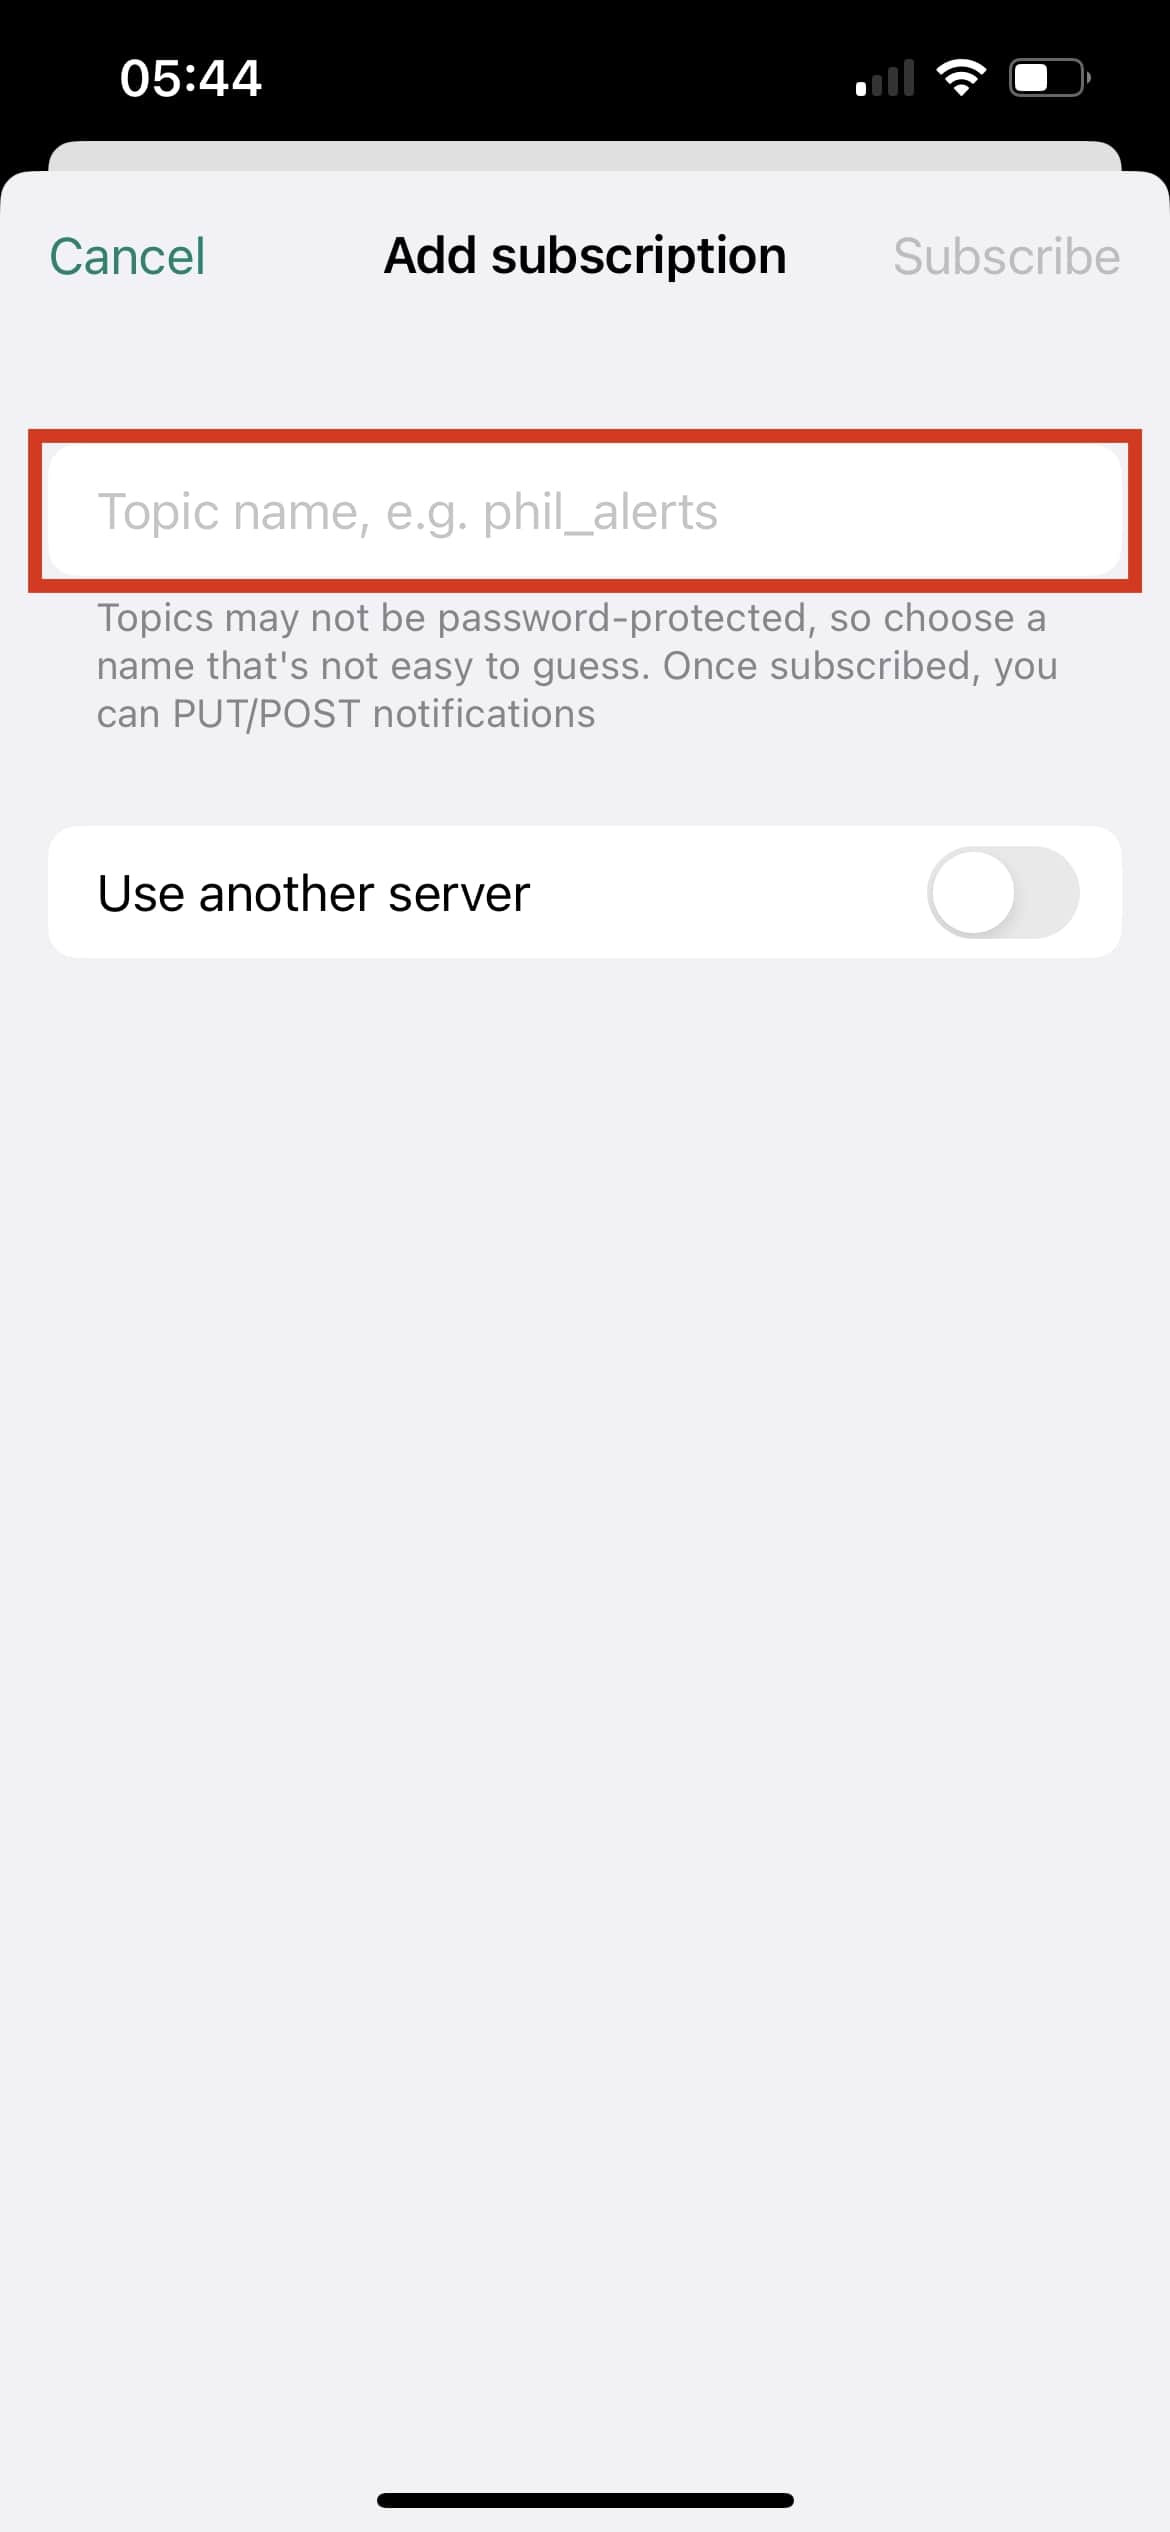 05:44
Cancel
Add subscription
Subscribe
Topic name, e.g. phil_alerts
Topics may not be password-protected, so choose a
name that's not easy to guess. Once subscribed, you
can PUT/POST notifications
Use another server